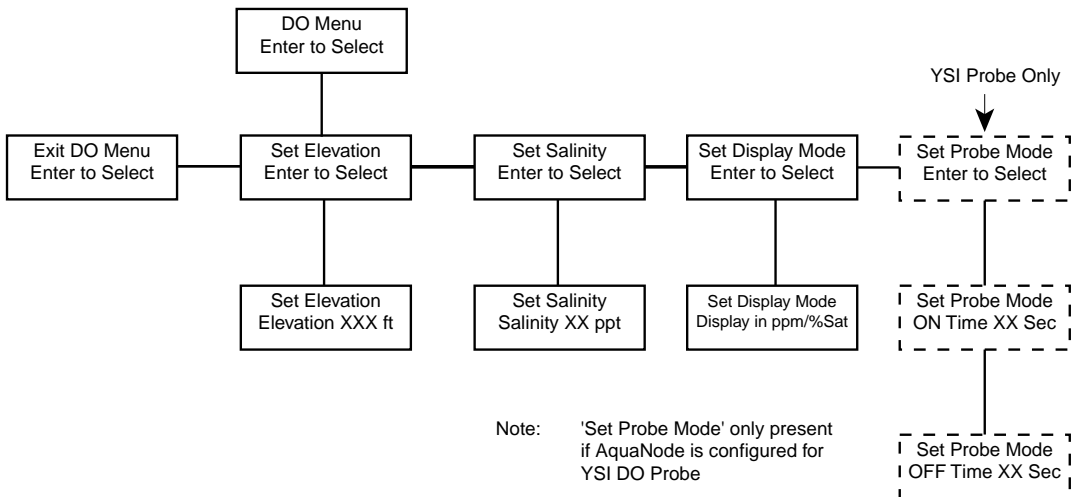 DO Menu
Enter to Select
YSI Probe Only
Exit DO Menu
Enter to Select
Set Elevation
Enter to Select
Set Salinity
Enter to Select
Set Display Mode
Enter to Select
Set Probe Mode
Enter to Select
Set Elevation
Elevation XXX ft
Set Salinity
Salinity XX ppt
Set Display Mode
Display in ppm/%Sat
Set Probe Mode
ON Time XX Sec
Note: 'Set Probe Mode' only present
if AquaNode is configured for
YSI DO Probe
Set Probe Mode
OFF Time XX Sec